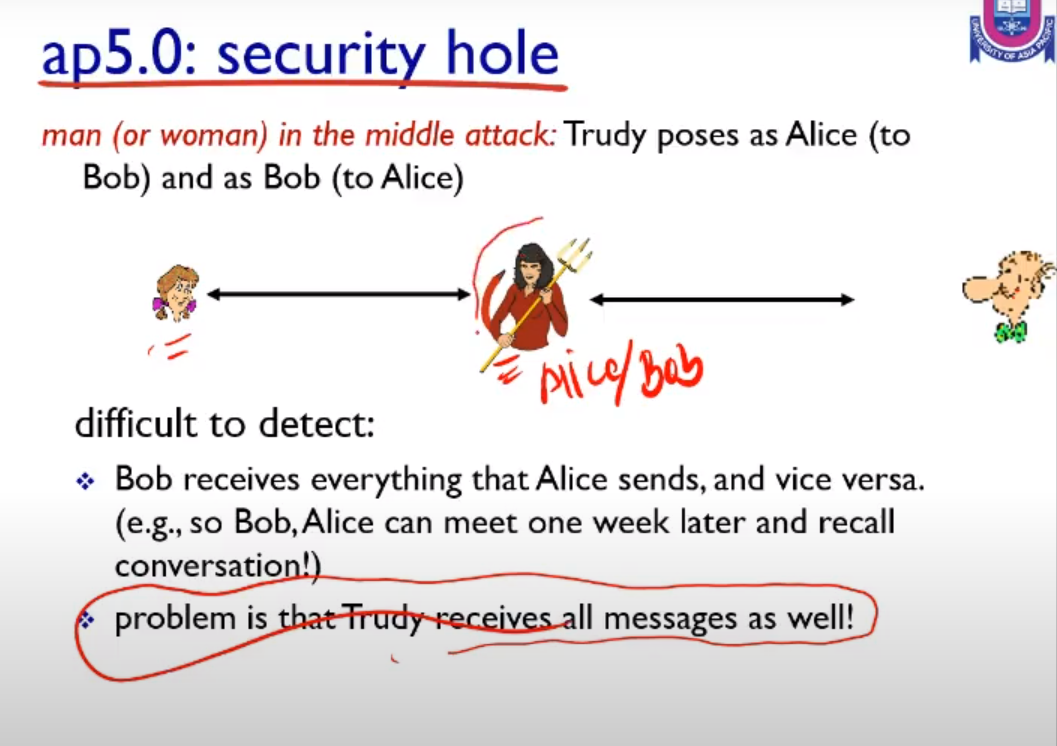 ap5.0: security hole
UNIVERSITY OF ASIA PACIFIC
man (or woman) in the middle attack: Trudy poses as Alice (to
Bob) and as Bob (to Alice)
Alice/Bob
difficult to detect:
Bob receives everything that Alice sends, and vice versa.
(e.g., so Bob, Alice can meet one week later and recall
conversation!)
problem is that Trudy receives all messages as well!